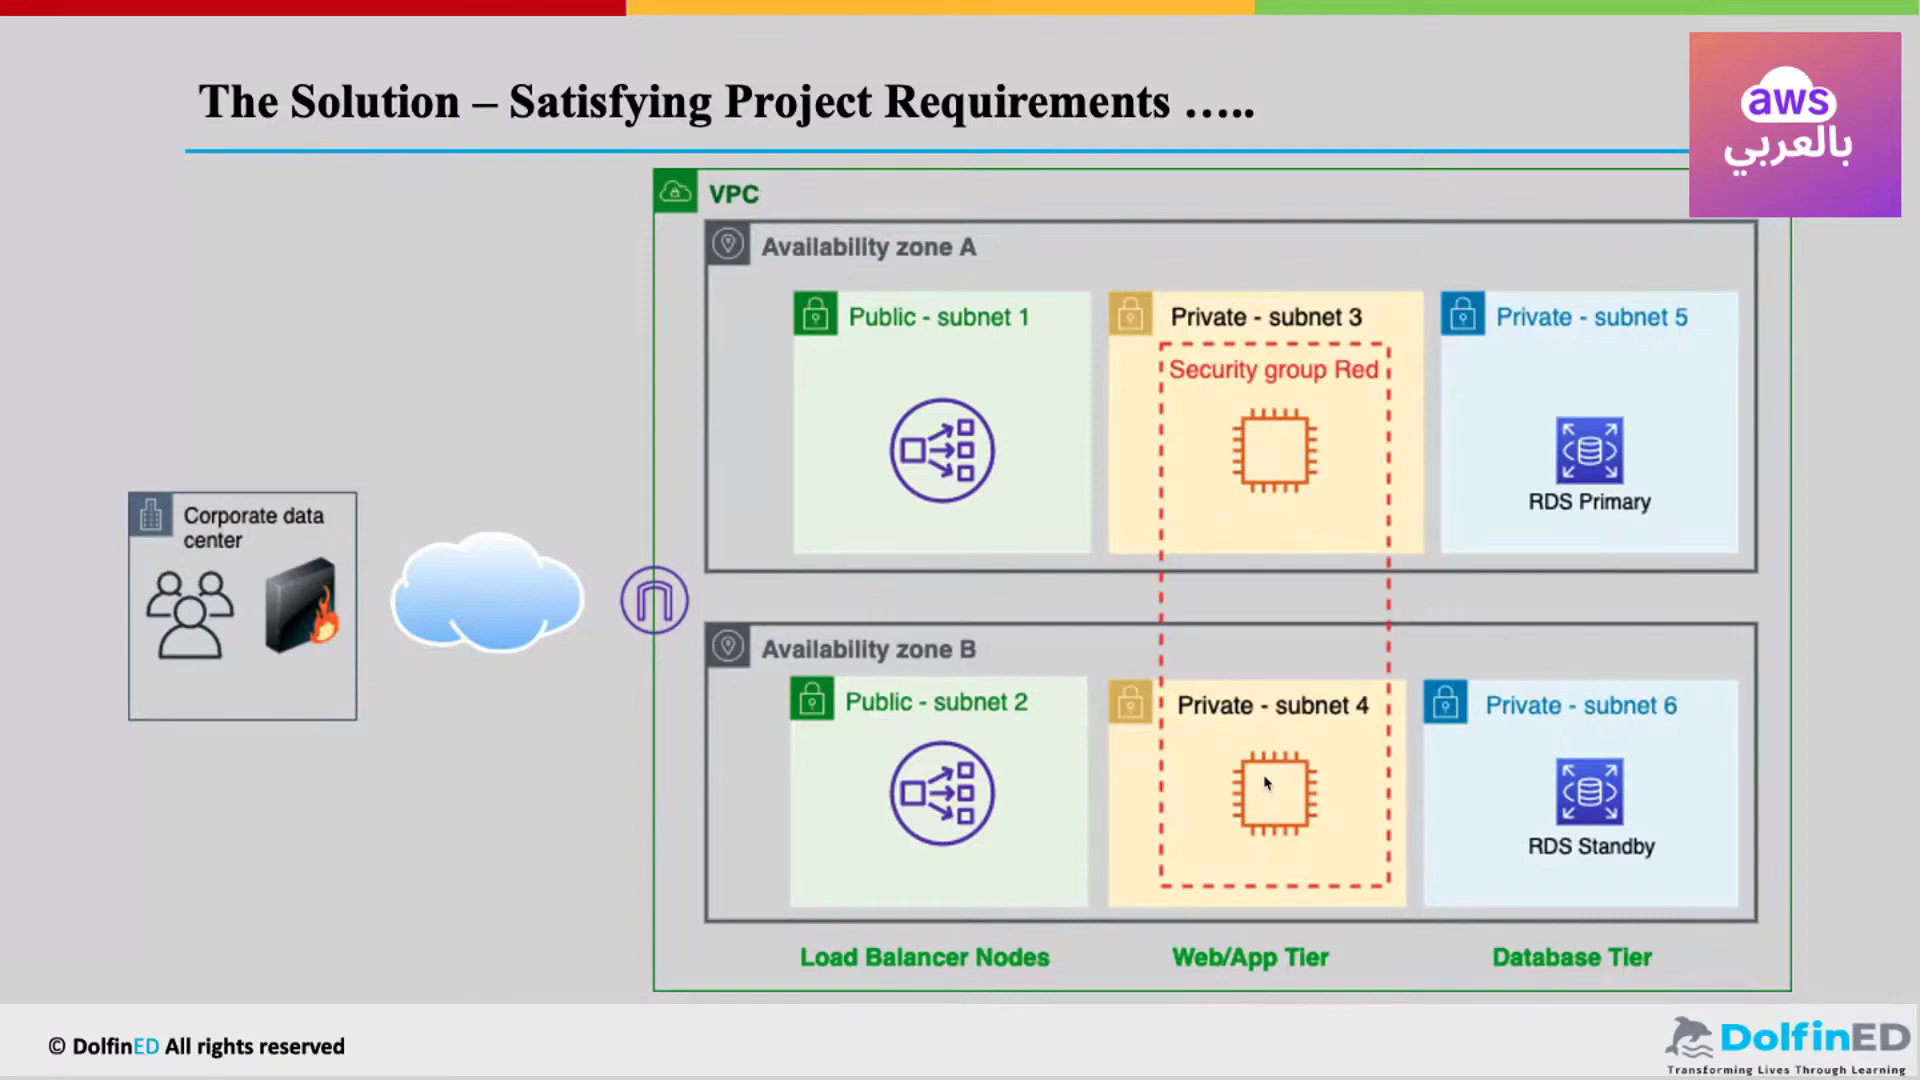 The Solution – Satisfying Project Requirements …..
aws
بالعربي
VPC
Availability zone A
Public - subnet 1
Private - subnet 3
Private - subnet 5
Security group Red
RDS Primary
Corporate data
center
Availability zone B
Public - subnet 2
Private - subnet 4
Private - subnet 6
RDS Standby
Load Balancer Nodes
Web/App Tier
Database Tier
© DolfinED All rights reserved
DolfinED
Transforming Lives Through Learning